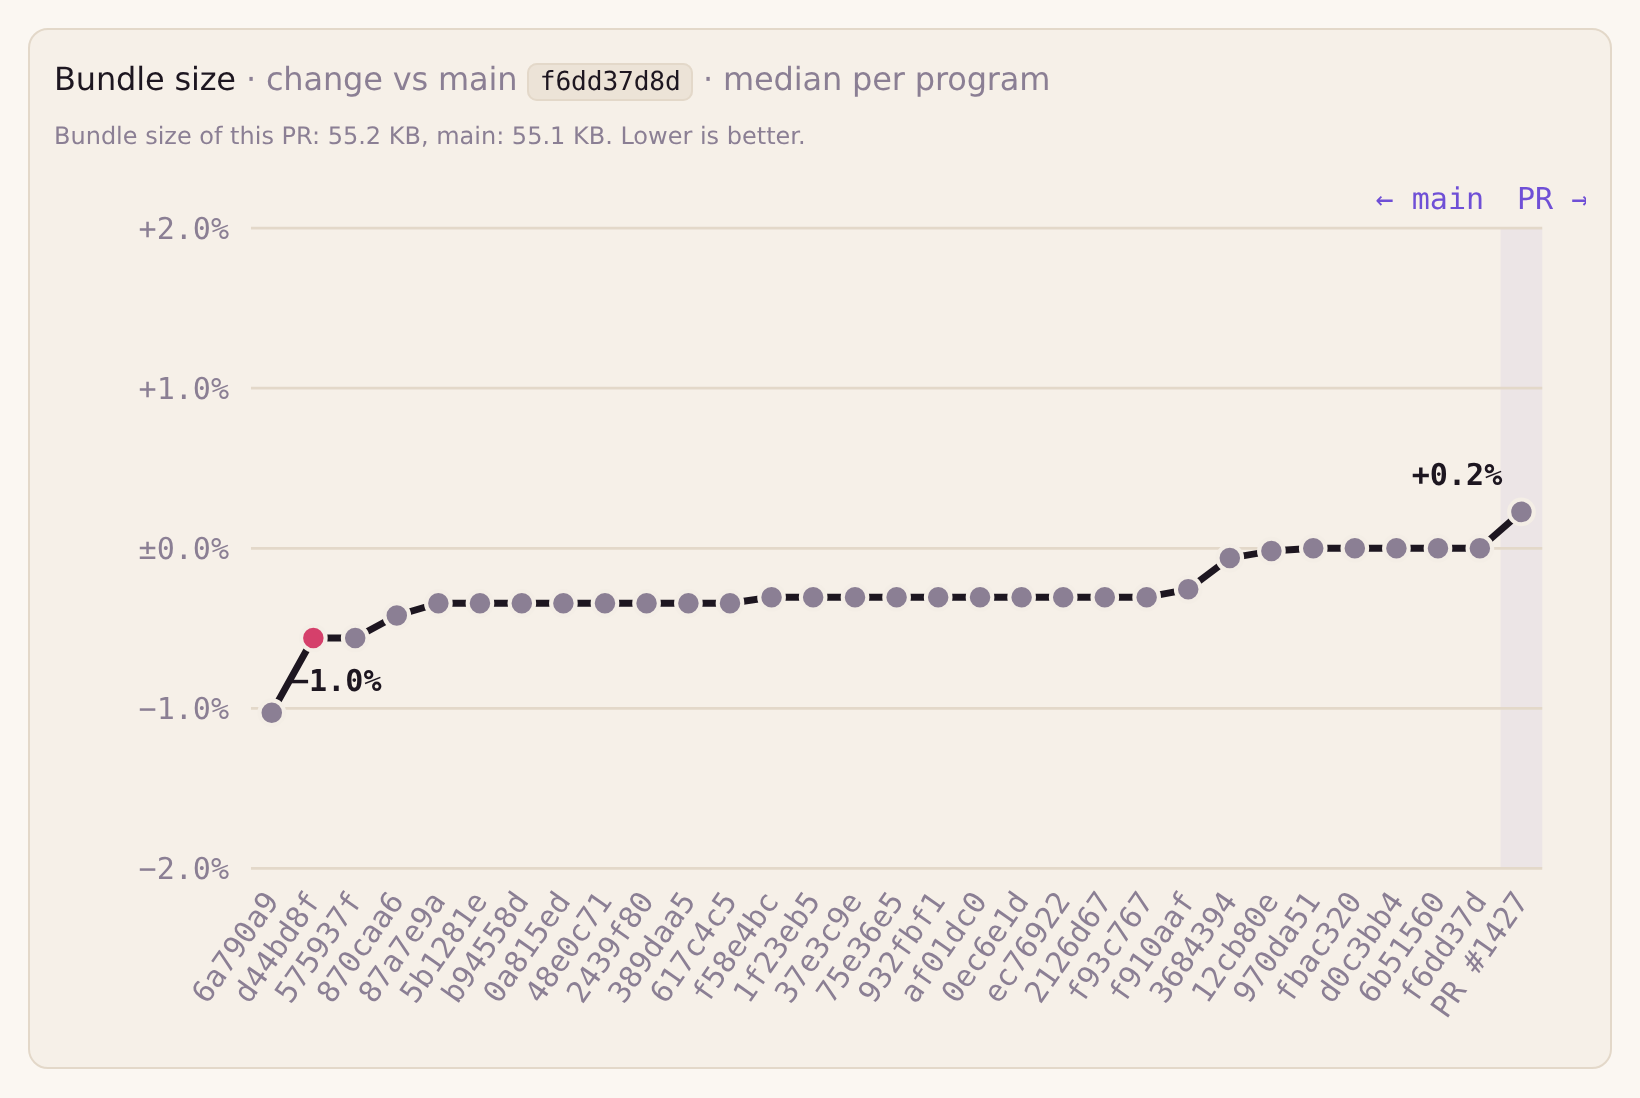 Bundle size · change vs main f6dd37d8d · median per program
Bundle size of this PR: 55.2 KB, main: 55.1 KB. Lower is better.
← main PR →
+2.0%
+1.0%
±0.0%
−1.0%
−2.0%
+0.2%
−1.0%
6a790a9
d44bd8f
575937f
870caa6
87a7e9a
5b1281e
b94558d
0a815ed
48e0c71
2439f80
389daa5
617c4c5
f58e4bc
1f23eb5
37e3c9e
75e36e5
932fbf1
af01dc0
0ec6e1d
ec76922
2126d67
f93c767
f910aaf
3684394
12cb80e
970da51
fbac320
d0c3bb4
6b51560
f6dd37d
PR #1427